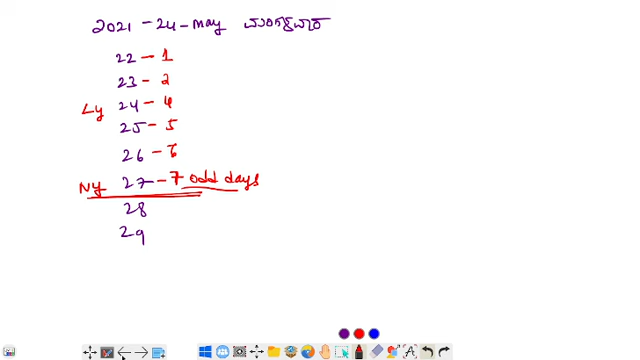 2021 - 24 - may
22 - 1
23 - 2
Ly 24 - 4
25 - 5
26 - 6
Ny 27 - 7 odd days
28
29